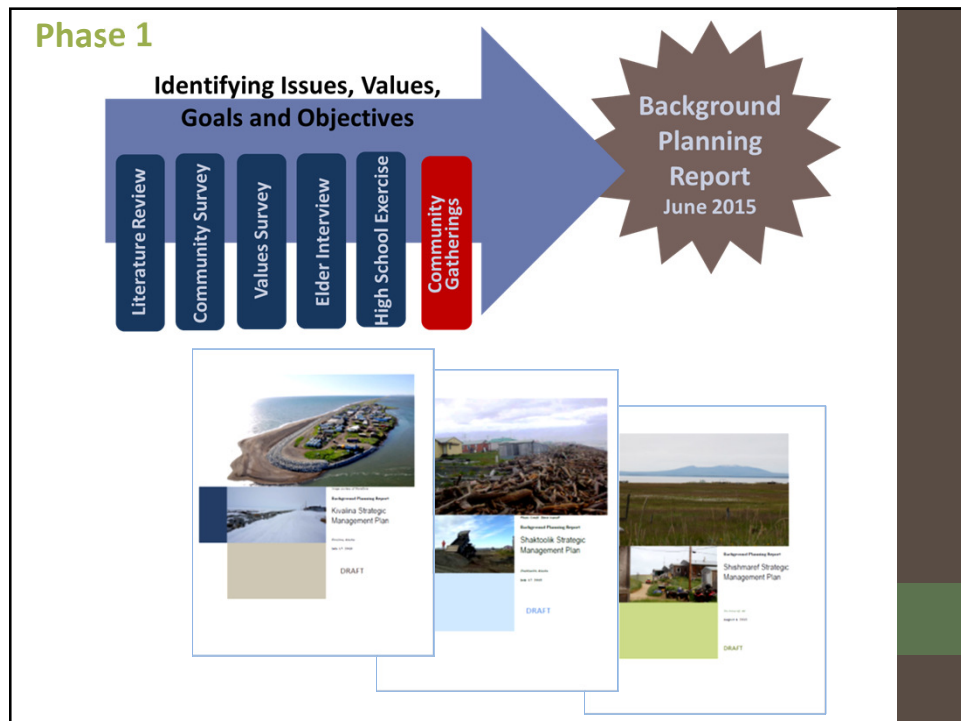 Phase 1
Identifying Issues, Values,
Goals and Objectives
Literature Review
Community Survey
Values Survey
Elder Interview
High School Exercise
Community
Gatherings
Background
Planning
Report
June 2015
Background Planning Report
Kivalina Strategic
Management Plan
DRAFT
Background Planning Report
Shaktoolik Strategic
Management Plan
DRAFT
Background Planning Report
Shishmaref Strategic
Management Plan
DRAFT